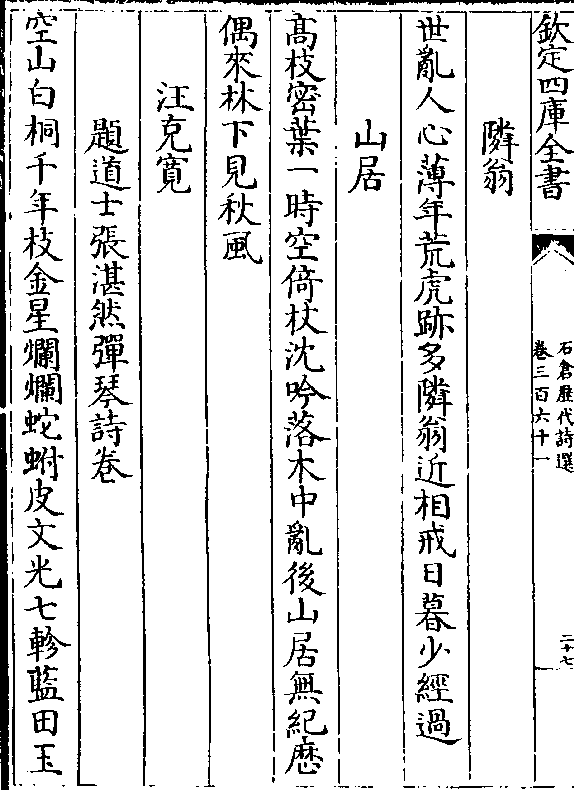 欽定四庫全書
石倉歷代詩選
卷三百六十一
二十七
隣翁
世亂人心薄年荒虎跡多隣翁近相戒日暮少經過
山居
高枝密葉一時空倚杖沈吟落木中亂後山居無紀歴
偶來林下見秋風
汪克寛
題道士張湛然彈琴詩卷
空山白桐千年枝金星爛爛蛇蚹皮文光七軫藍田玉